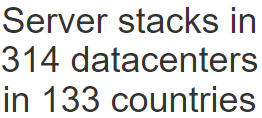 Server stacks in
314 datacenters
in 133 countries